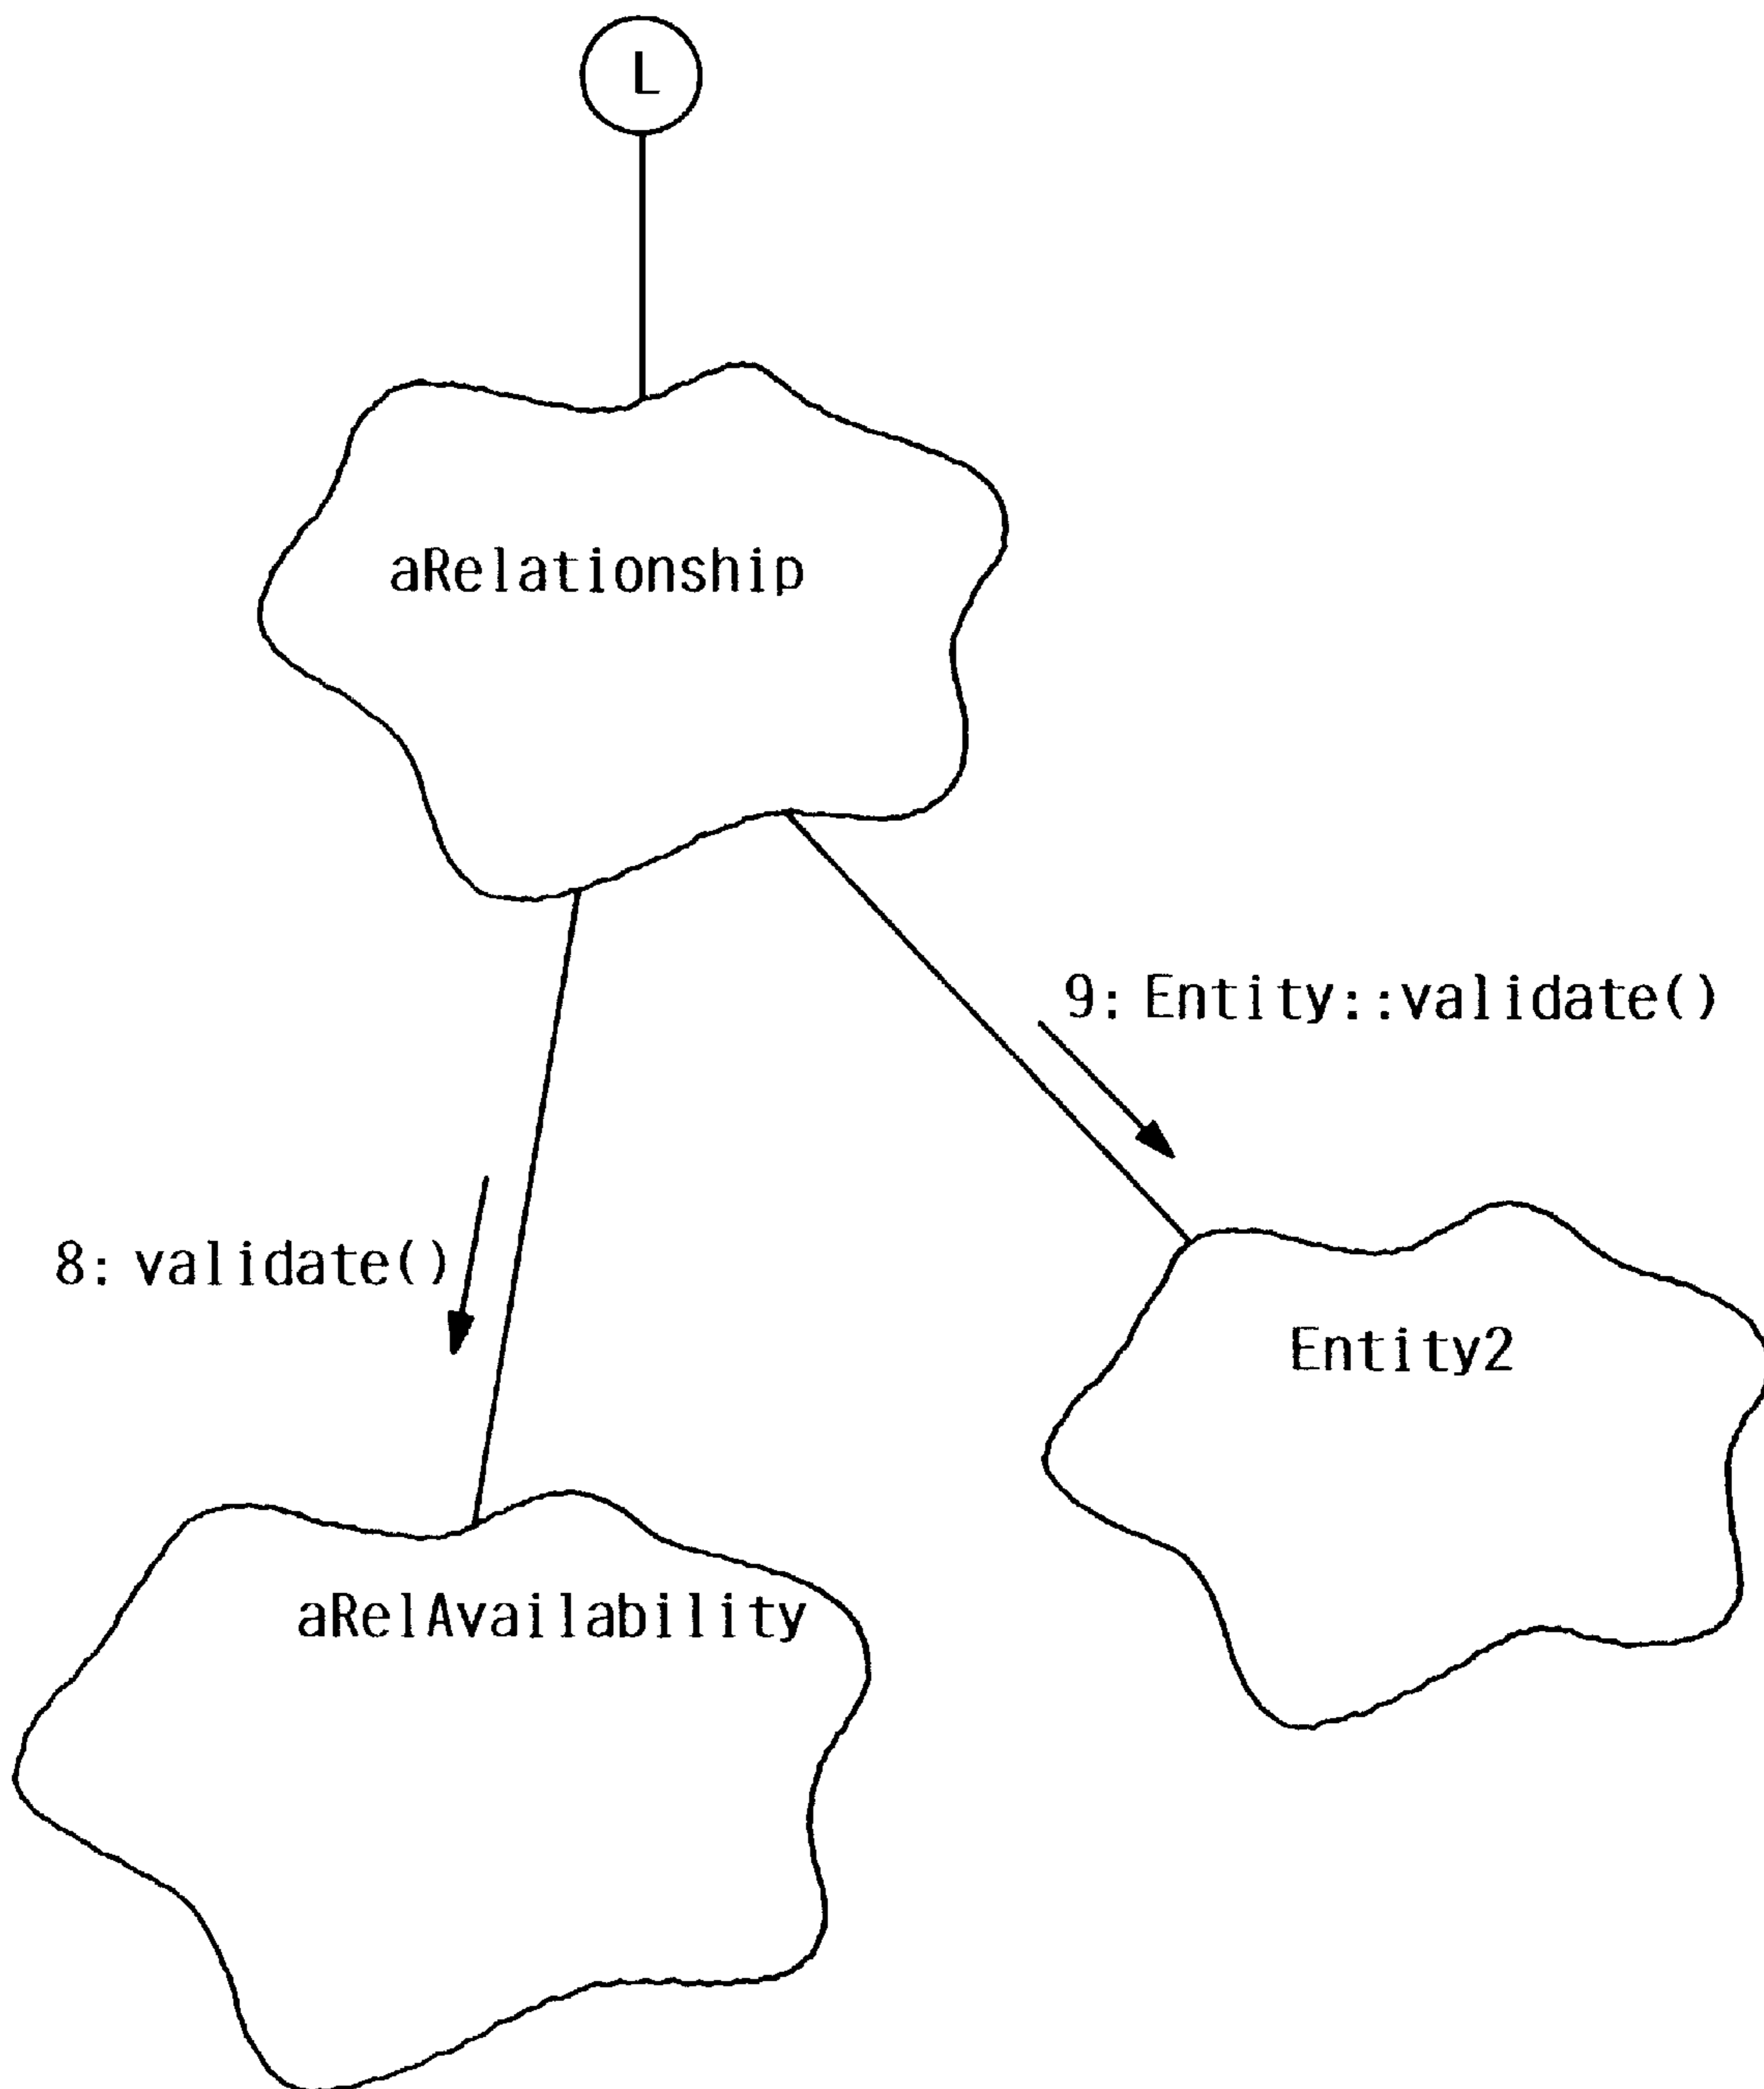 L
aRelationship
9: Entity::validate()
8: validate()
Entity2
aRelAvailability